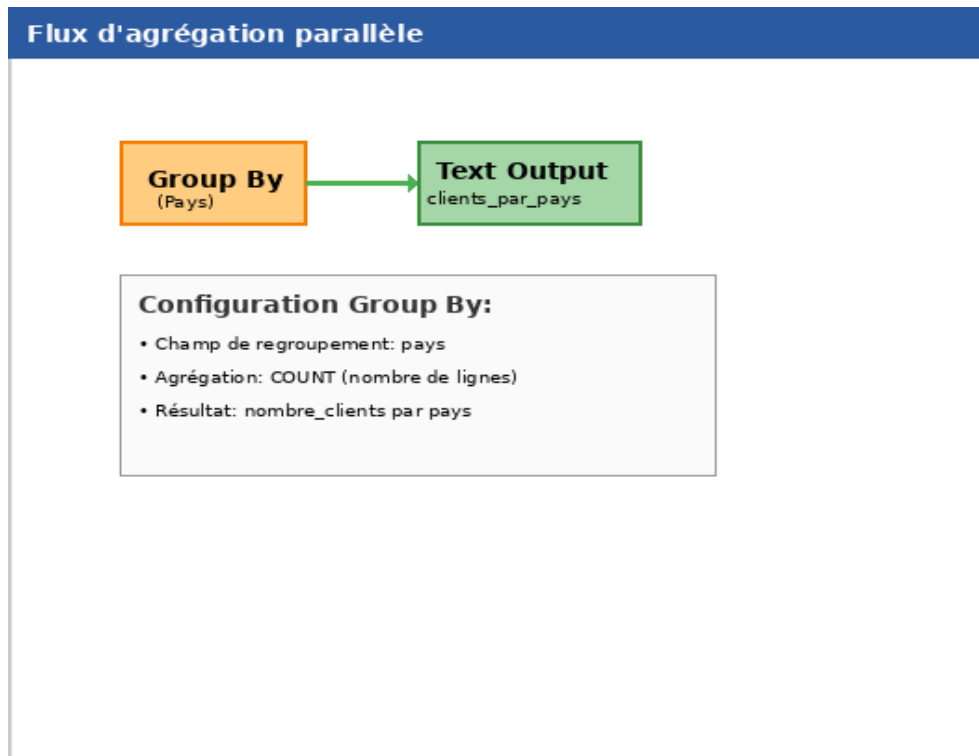 Flux d'agrégation parallèle
Group By
(Pays)
Text Output
clients_par_pays
Configuration Group By:
• Champ de regroupement: pays
• Agrégation: COUNT (nombre de lignes)
• Résultat: nombre_clients par pays